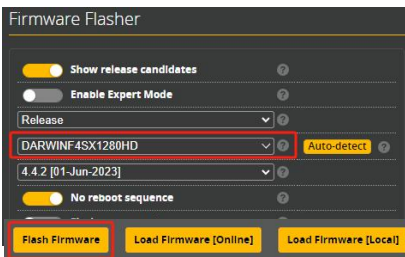 Firmware Flasher
Show release candidates
Enable Expert Mode
Release
DARWINF4SX1280HD
Auto-detect
4.4.2 [01-Jun-2023]
No reboot sequence
Flash Firmware
Load Firmware [Online]
Load Firmware [Local]